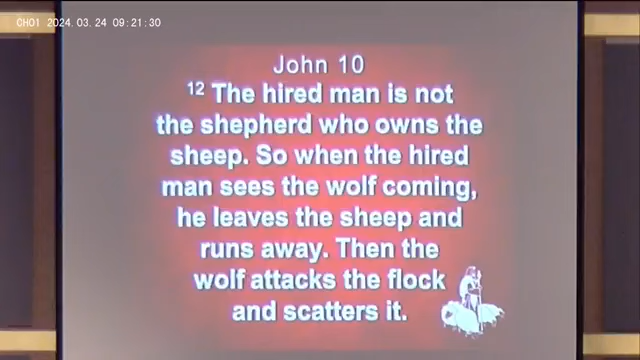 CH01 2024.03.24 09:21:30
John 10
12 The hired man is not
the shepherd who owns the
sheep. So when the hired
man sees the wolf coming,
he leaves the sheep and
runs away. Then the
wolf attacks the flock
and scatters it.